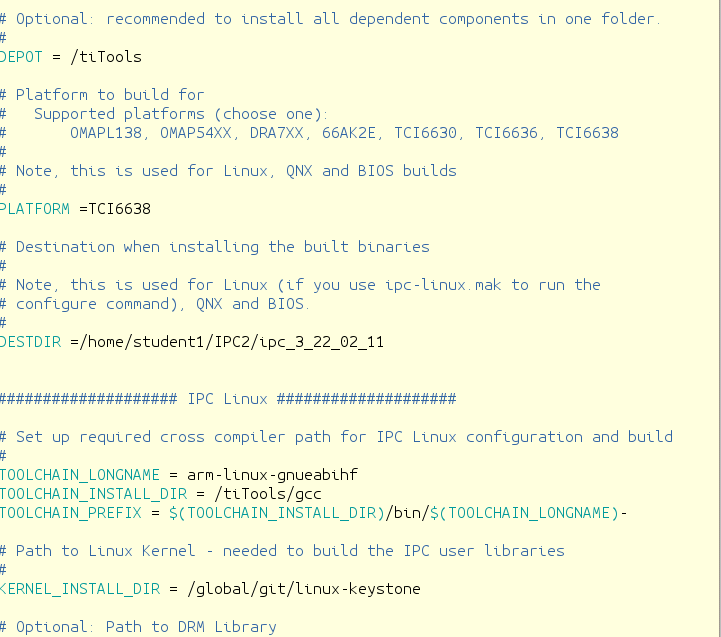 # Optional: recommended to install all dependent components in one folder.
#
DEPOT = /tiTools
# Platform to build for
#   Supported platforms (choose one):
#       OMAPL138, OMAP54XX, DRA7XX, 66AK2E, TCI6630, TCI6636, TCI6638
#
# Note, this is used for Linux, QNX and BIOS builds
#
PLATFORM =TCI6638
# Destination when installing the built binaries
#
# Note, this is used for Linux (if you use ipc-linux.mak to run the
# configure command), QNX and BIOS.
#
DESTDIR =/home/student1/IPC2/ipc_3_22_02_11
#################### IPC Linux ####################
# Set up required cross compiler path for IPC Linux configuration and build
#
TOOLCHAIN_LONGNAME = arm-linux-gnueabihf
TOOLCHAIN_INSTALL_DIR = /tiTools/gcc
TOOLCHAIN_PREFIX = $(TOOLCHAIN_INSTALL_DIR)/bin/$(TOOLCHAIN_LONGNAME)-
# Path to Linux Kernel - needed to build the IPC user libraries
#
KERNEL_INSTALL_DIR = /global/git/linux-keystone
# Optional: Path to DRM Library